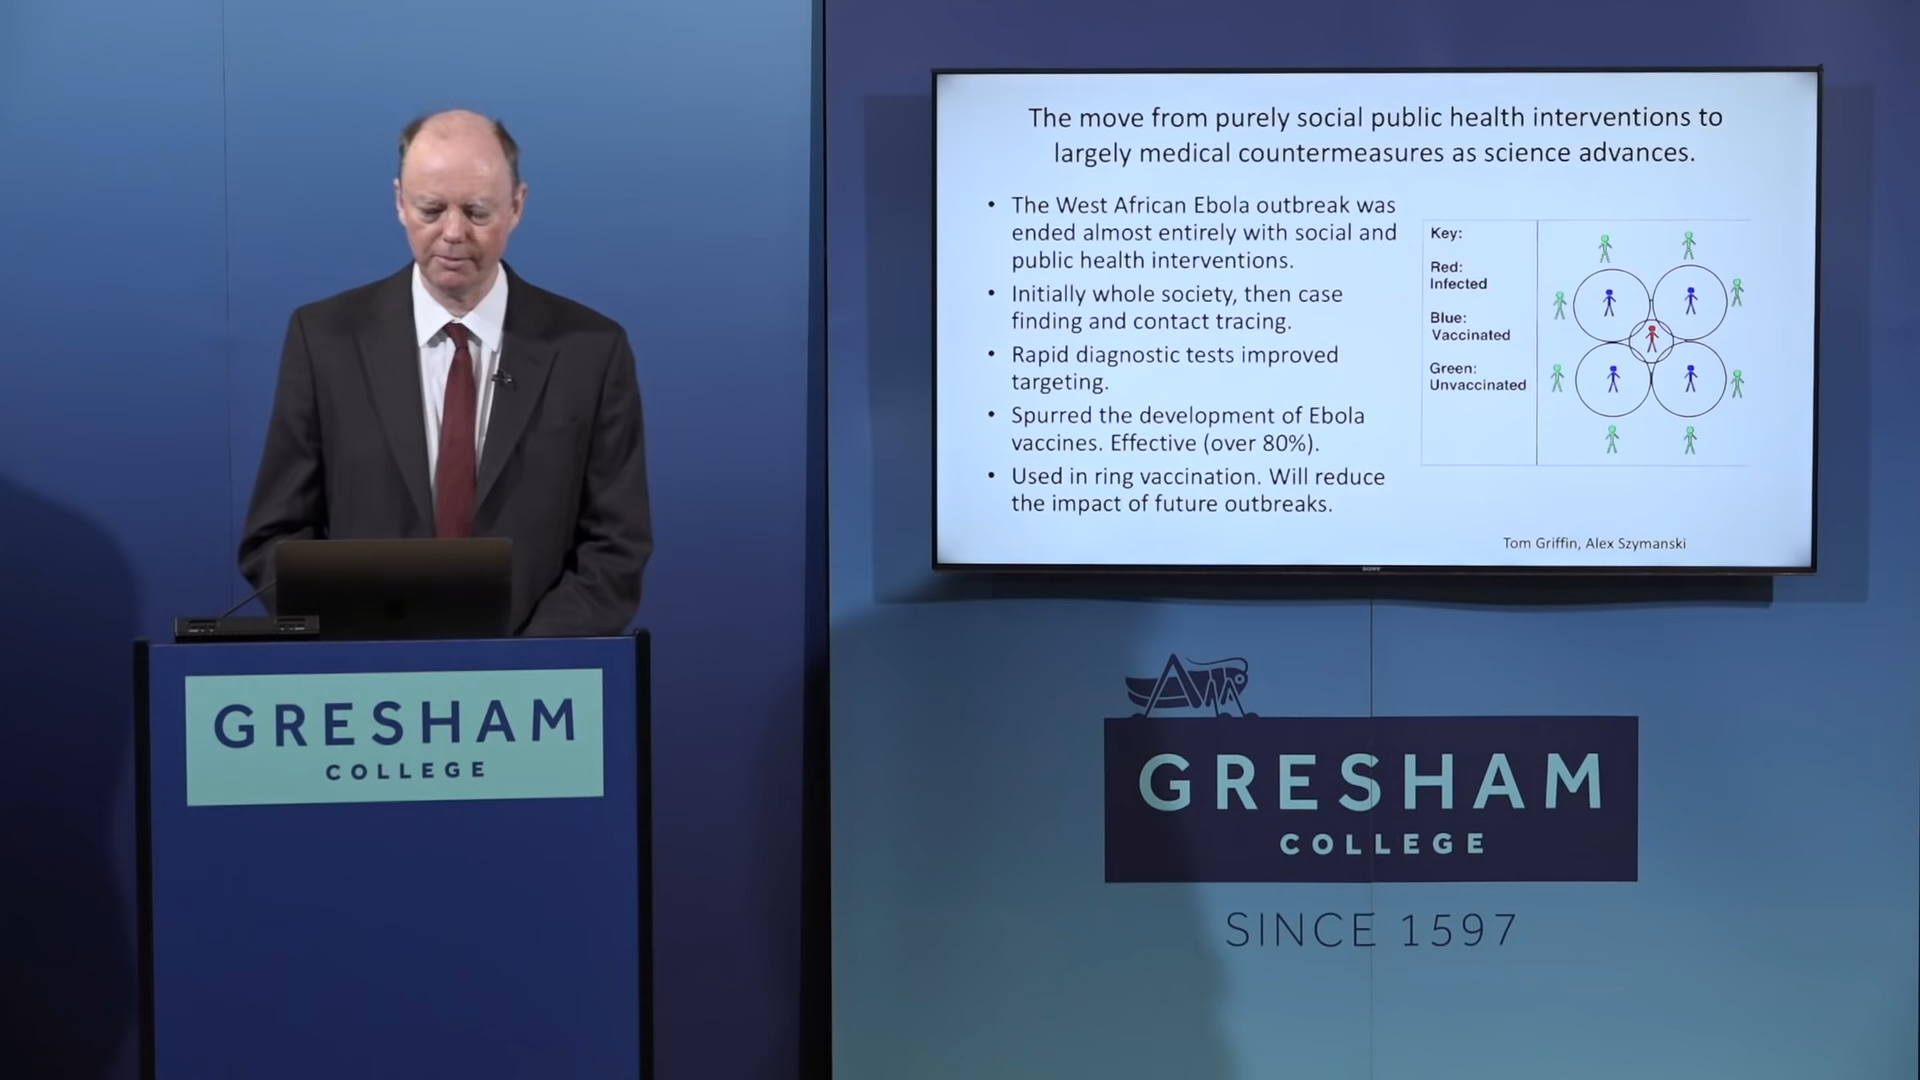 The move from purely social public health interventions to
largely medical countermeasures as science advances.
• The West African Ebola outbreak was
ended almost entirely with social and
public health interventions.
• Initially whole society, then case
finding and contact tracing.
• Rapid diagnostic tests improved
targeting.
• Spurred the development of Ebola
vaccines. Effective (over 80%).
• Used in ring vaccination. Will reduce
the impact of future outbreaks.
Key:
Red:
Infected
Blue:
Vaccinated
Green:
Unvaccinated
Tom Griffin, Alex Szymanski
SONY
GRESHAM
COLLEGE
GRESHAM
COLLEGE
SINCE 1597